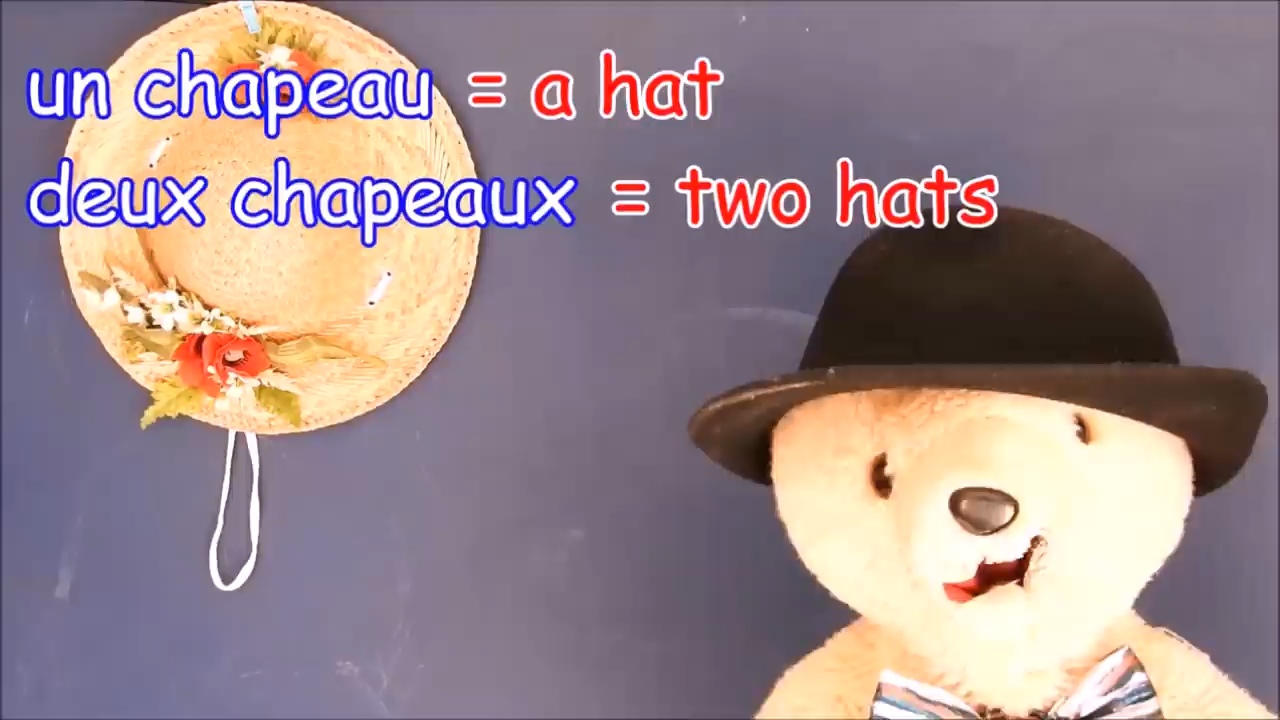 un chapeau = a hat
deux chapeaux = two hats